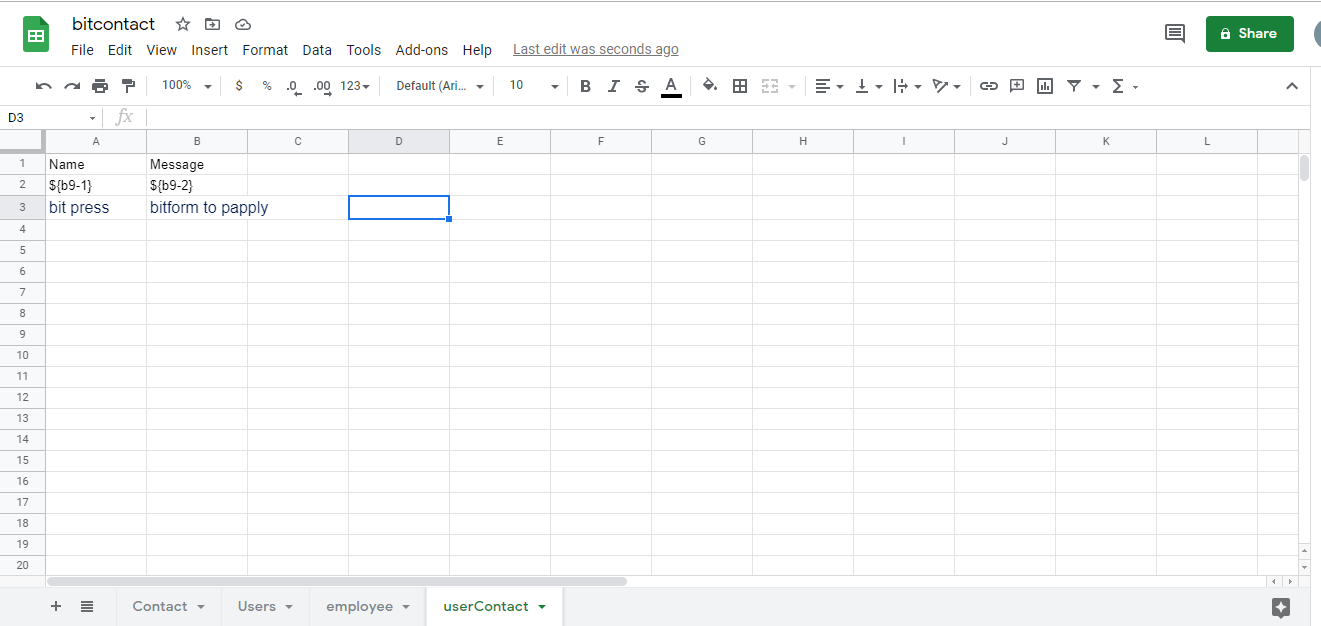 bitcontact
File Edit View Insert Format Data Tools Add-ons Help Last edit was seconds ago
Share
100% $ % .0 .00 123 Default (Ari... 10 B I S A
D3 fx
A B C D E F G H I J K L
1 Name Message
2 ${b9-1} ${b9-2}
3 bit press bitform to papply
4
5
6
7
8
9
10
11
12
13
14
15
16
17
18
19
20
Contact Users employee userContact